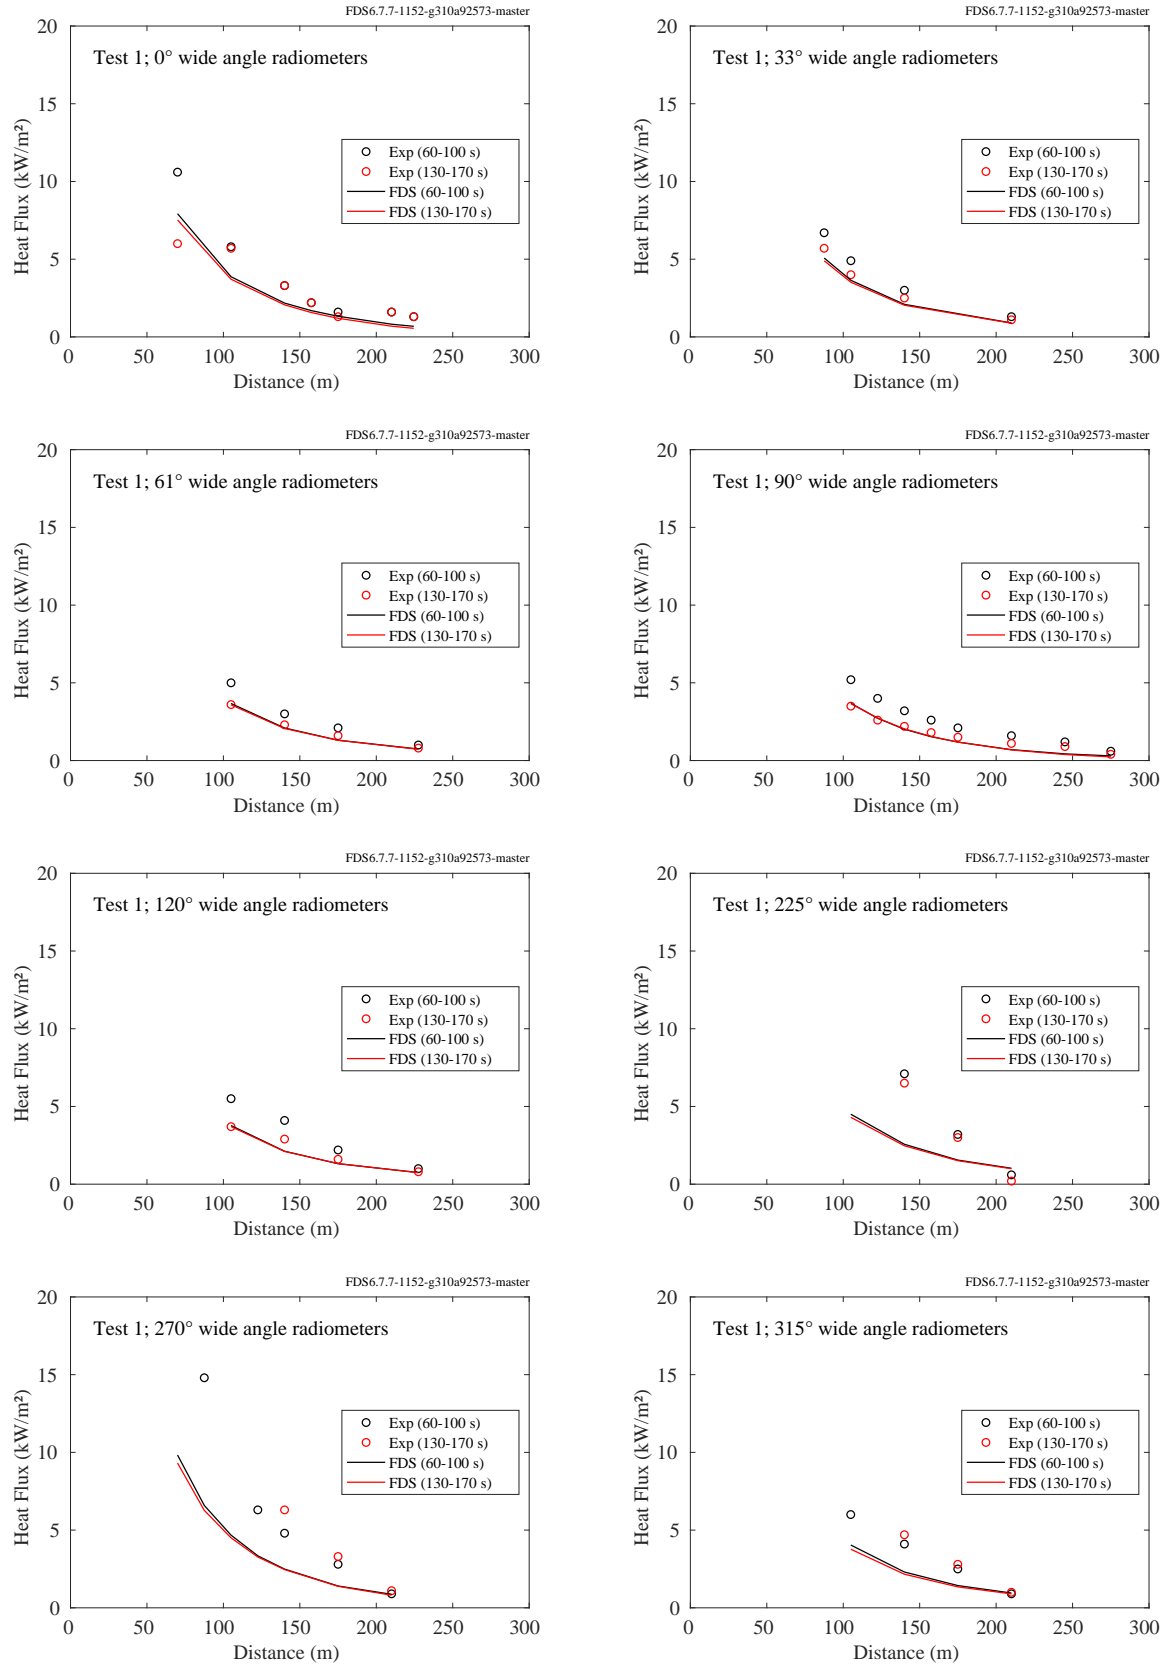 FDS6.7.7-1152-g310a92573-master
20
15
10
5
0
Heat Flux (kW/m²)
Test 1; 0° wide angle radiometers
Exp (60-100 s)
Exp (130-170 s)
FDS (60-100 s)
FDS (130-170 s)
0 50 100 150 200 250 300
Distance (m)
FDS6.7.7-1152-g310a92573-master
20
15
10
5
0
Heat Flux (kW/m²)
Test 1; 33° wide angle radiometers
Exp (60-100 s)
Exp (130-170 s)
FDS (60-100 s)
FDS (130-170 s)
0 50 100 150 200 250 300
Distance (m)
FDS6.7.7-1152-g310a92573-master
20
15
10
5
0
Heat Flux (kW/m²)
Test 1; 61° wide angle radiometers
Exp (60-100 s)
Exp (130-170 s)
FDS (60-100 s)
FDS (130-170 s)
0 50 100 150 200 250 300
Distance (m)
FDS6.7.7-1152-g310a92573-master
20
15
10
5
0
Heat Flux (kW/m²)
Test 1; 90° wide angle radiometers
Exp (60-100 s)
Exp (130-170 s)
FDS (60-100 s)
FDS (130-170 s)
0 50 100 150 200 250 300
Distance (m)
FDS6.7.7-1152-g310a92573-master
20
15
10
5
0
Heat Flux (kW/m²)
Test 1; 120° wide angle radiometers
Exp (60-100 s)
Exp (130-170 s)
FDS (60-100 s)
FDS (130-170 s)
0 50 100 150 200 250 300
Distance (m)
FDS6.7.7-1152-g310a92573-master
20
15
10
5
0
Heat Flux (kW/m²)
Test 1; 225° wide angle radiometers
Exp (60-100 s)
Exp (130-170 s)
FDS (60-100 s)
FDS (130-170 s)
0 50 100 150 200 250 300
Distance (m)
FDS6.7.7-1152-g310a92573-master
20
15
10
5
0
Heat Flux (kW/m²)
Test 1; 270° wide angle radiometers
Exp (60-100 s)
Exp (130-170 s)
FDS (60-100 s)
FDS (130-170 s)
0 50 100 150 200 250 300
Distance (m)
FDS6.7.7-1152-g310a92573-master
20
15
10
5
0
Heat Flux (kW/m²)
Test 1; 315° wide angle radiometers
Exp (60-100 s)
Exp (130-170 s)
FDS (60-100 s)
FDS (130-170 s)
0 50 100 150 200 250 300
Distance (m)